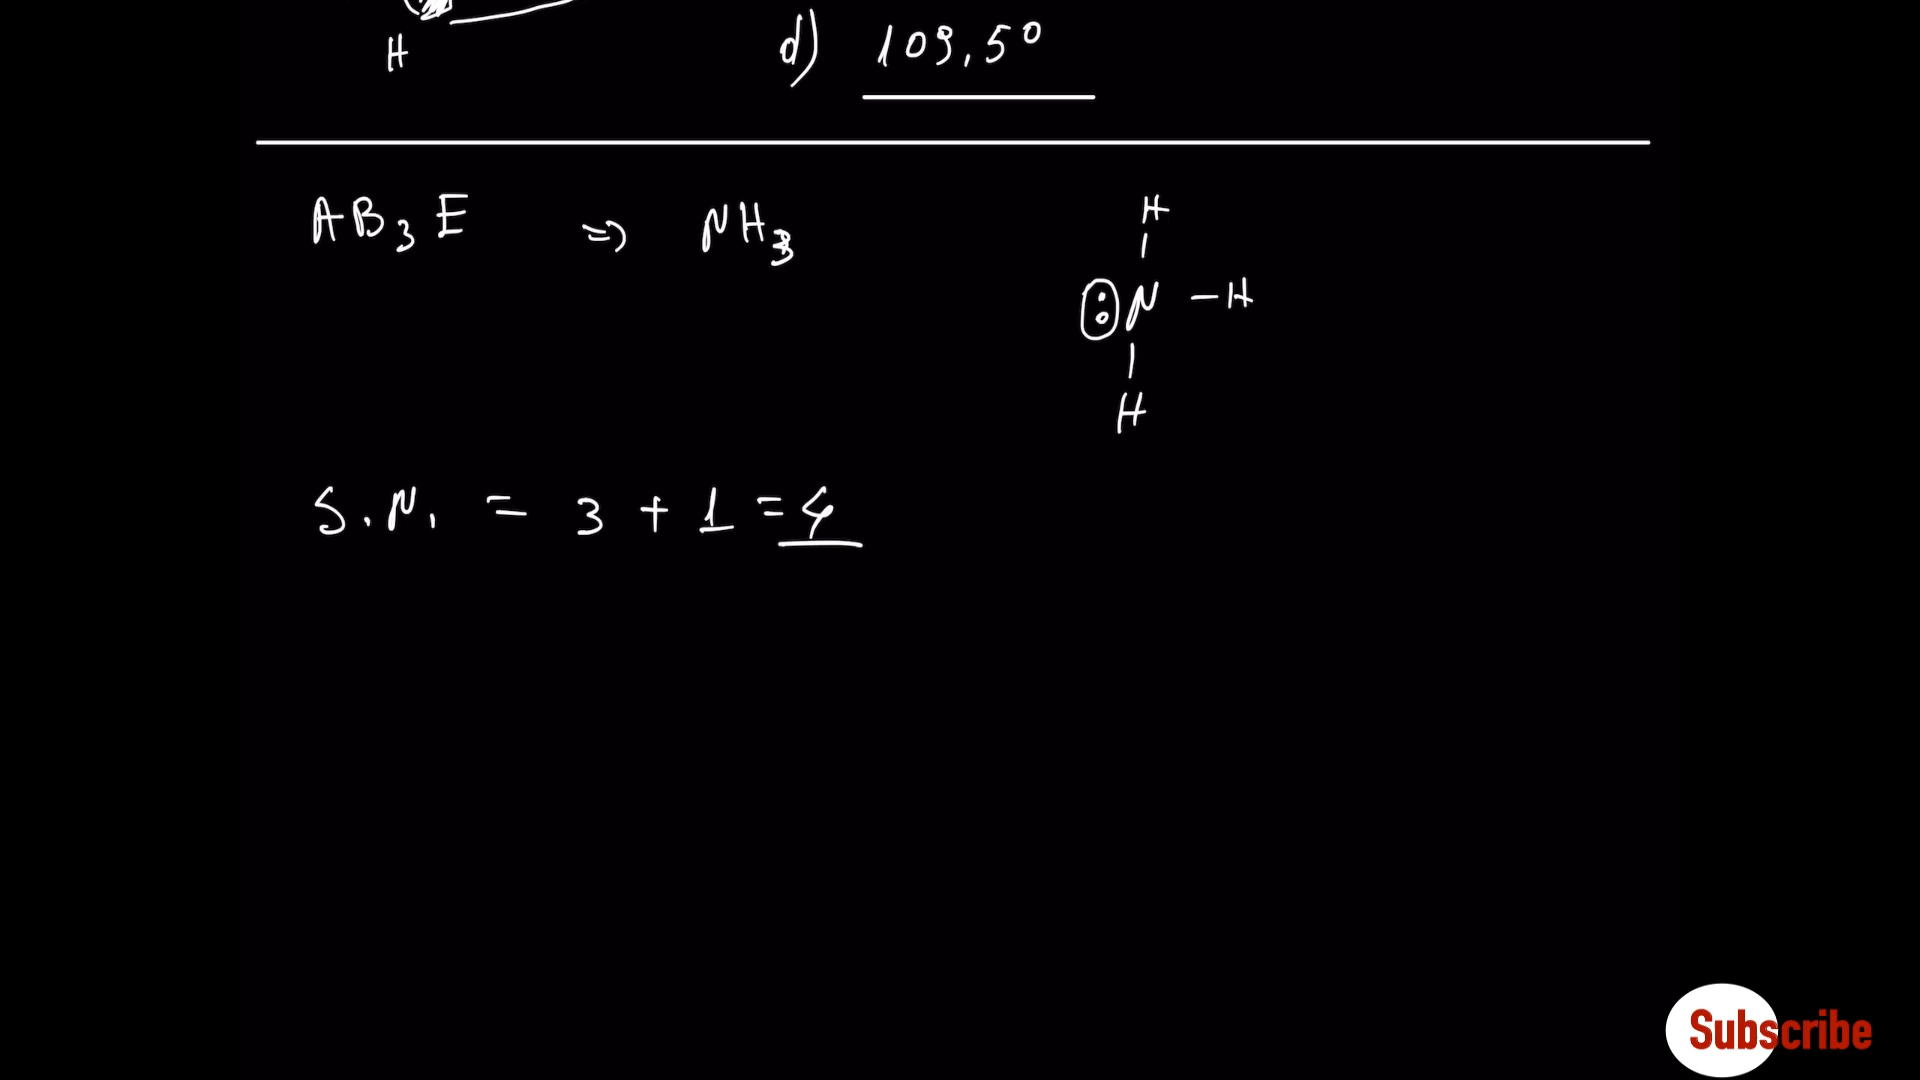 H
d) 109,5°
AB₃E ⇒ NH₃
H
|
:N – H
|
H
S.N. = 3 + 1 = 4
Subscribe